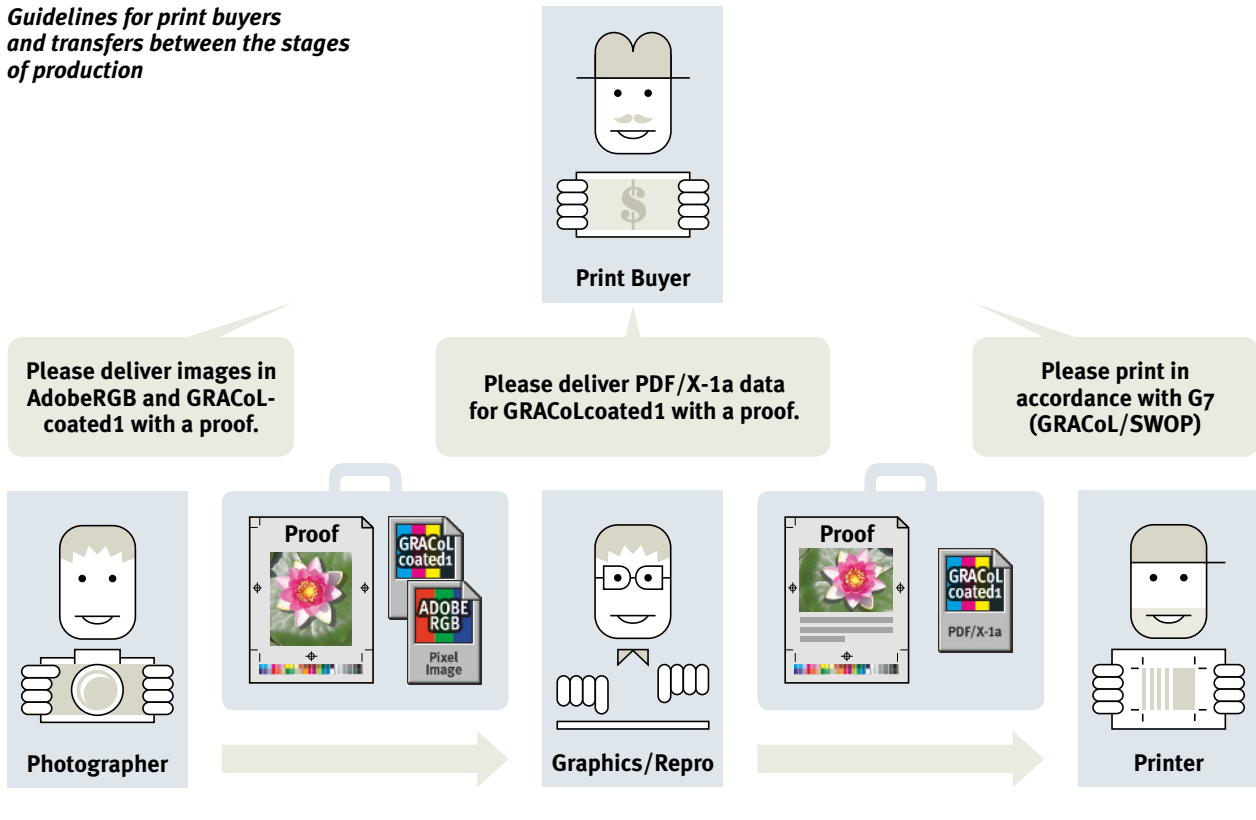 Guidelines for print buyers
and transfers between the stages
of production
$
Print Buyer
Please deliver images in
AdobeRGB and GRACoL-
coated1 with a proof.
Please deliver PDF/X-1a data
for GRACoLcoated1 with a proof.
Please print in
accordance with G7
(GRACoL/SWOP)
Proof
GRACoL
coated1
ADOBE
RGB
Pixel
Image
Proof
GRACoL
coated1
PDF/X-1a
Photographer
Graphics/Repro
Printer